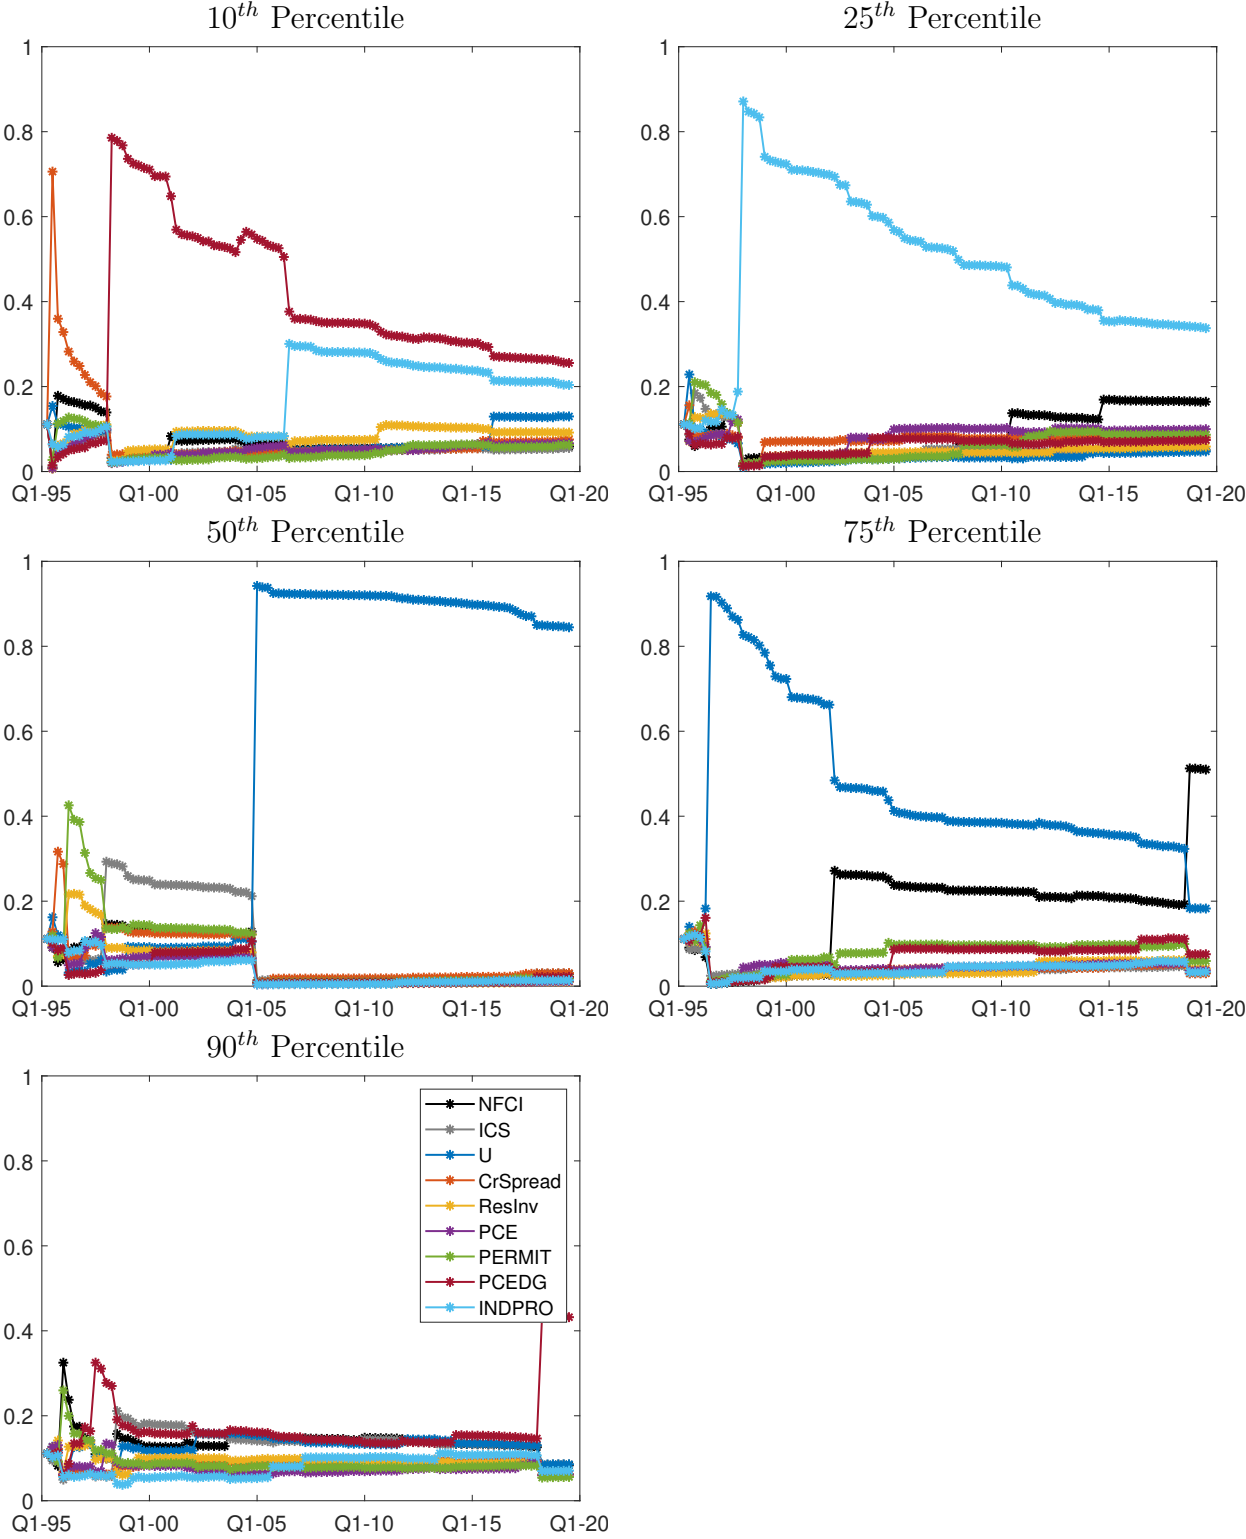 10th Percentile
25th Percentile
1
0.8
0.6
0.4
0.2
0
Q1-95 Q1-00 Q1-05 Q1-10 Q1-15 Q1-20
1
0.8
0.6
0.4
0.2
0
Q1-95 Q1-00 Q1-05 Q1-10 Q1-15 Q1-20
50th Percentile
75th Percentile
1
0.8
0.6
0.4
0.2
0
Q1-95 Q1-00 Q1-05 Q1-10 Q1-15 Q1-20
1
0.8
0.6
0.4
0.2
0
Q1-95 Q1-00 Q1-05 Q1-10 Q1-15 Q1-20
90th Percentile
1
0.8
0.6
0.4
0.2
0
Q1-95 Q1-00 Q1-05 Q1-10 Q1-15 Q1-20
NFCI
ICS
U
CrSpread
ResInv
PCE
PERMIT
PCEDG
INDPRO